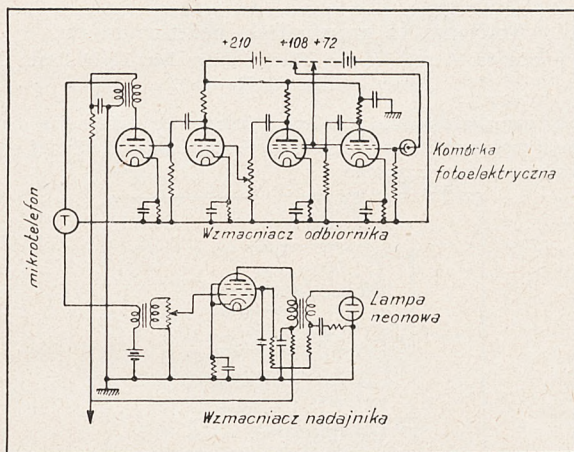 +210 +108 +72
Komórka
fotoelektryczna
Wzmacniacz odbiornika
mikrotelefon
T
Lampa
neonowa
Wzmacniacz nadajnika